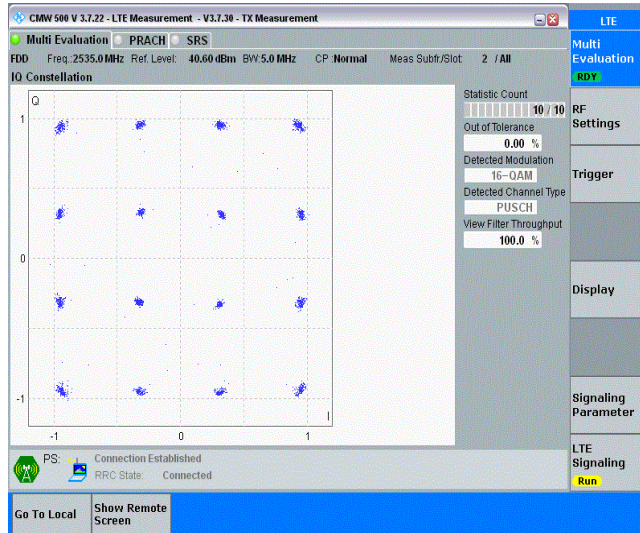 CMW 500 V 3.7.22 - LTE Measurement - V3.7.30 - TX Measurement
LTE
Multi Evaluation PRACH SRS
FDD Freq.:2535.0 MHz Ref. Level: 40.60 dBm BW:5.0 MHz CP :Normal Meas Subfr./Slot: 2 / All
IQ Constellation
Q
1
0
-1
-1 0 1
I
Statistic Count
10 / 10
Out of Tolerance
0.00 %
Detected Modulation
16-QAM
Detected Channel Type
PUSCH
View Filter Throughput
100.0 %
Multi
Evaluation
RDY
RF
Settings
Trigger
Display
Signaling
Parameter
LTE
Signaling
Run
PS: Connection Established
RRC State: Connected
Go To Local
Show Remote
Screen